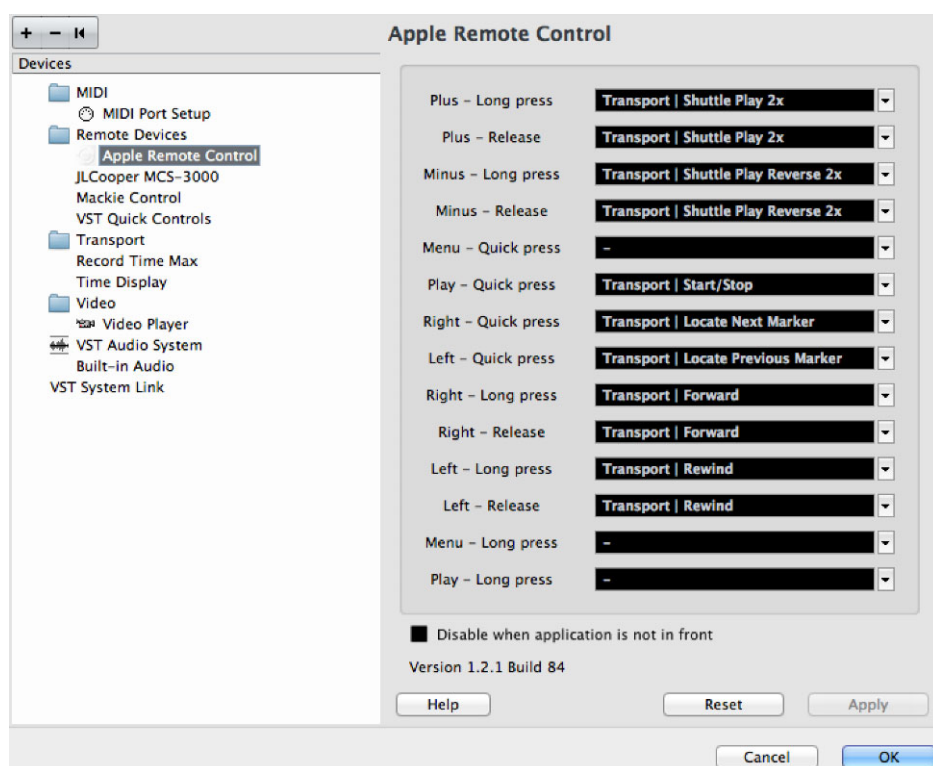 + - 
Apple Remote Control
Devices
MIDI
MIDI Port Setup
Remote Devices
Apple Remote Control
JLCooper MCS-3000
Mackie Control
VST Quick Controls
Transport
Record Time Max
Time Display
Video
Video Player
VST Audio System
Built-in Audio
VST System Link
Plus – Long press Transport | Shuttle Play 2x
Plus – Release Transport | Shuttle Play 2x
Minus – Long press Transport | Shuttle Play Reverse 2x
Minus – Release Transport | Shuttle Play Reverse 2x
Menu – Quick press –
Play – Quick press Transport | Start/Stop
Right – Quick press Transport | Locate Next Marker
Left – Quick press Transport | Locate Previous Marker
Right – Long press Transport | Forward
Right – Release Transport | Forward
Left – Long press Transport | Rewind
Left – Release Transport | Rewind
Menu – Long press –
Play – Long press –
Disable when application is not in front
Version 1.2.1 Build 84
Help Reset Apply
Cancel OK